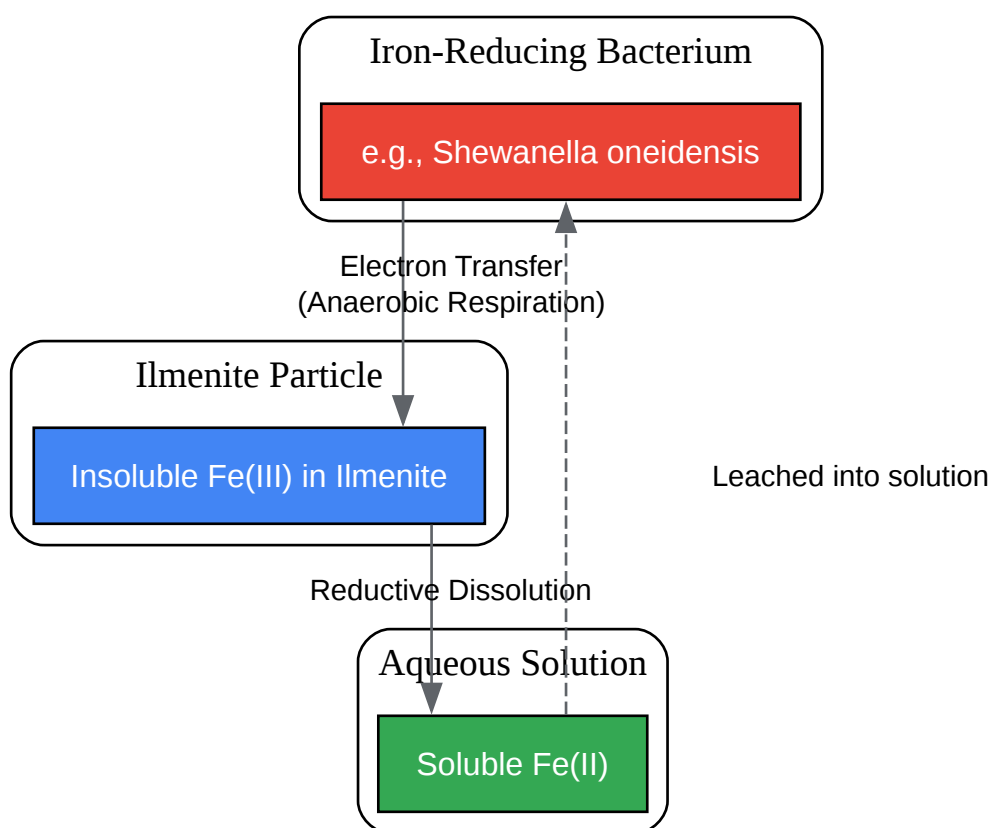 Iron-Reducing Bacterium
e.g., Shewanella oneidensis
Electron Transfer
(Anaerobic Respiration)
Ilmenite Particle
Insoluble Fe(III) in Ilmenite
Leached into solution
Reductive Dissolution
Aqueous Solution
Soluble Fe(II)